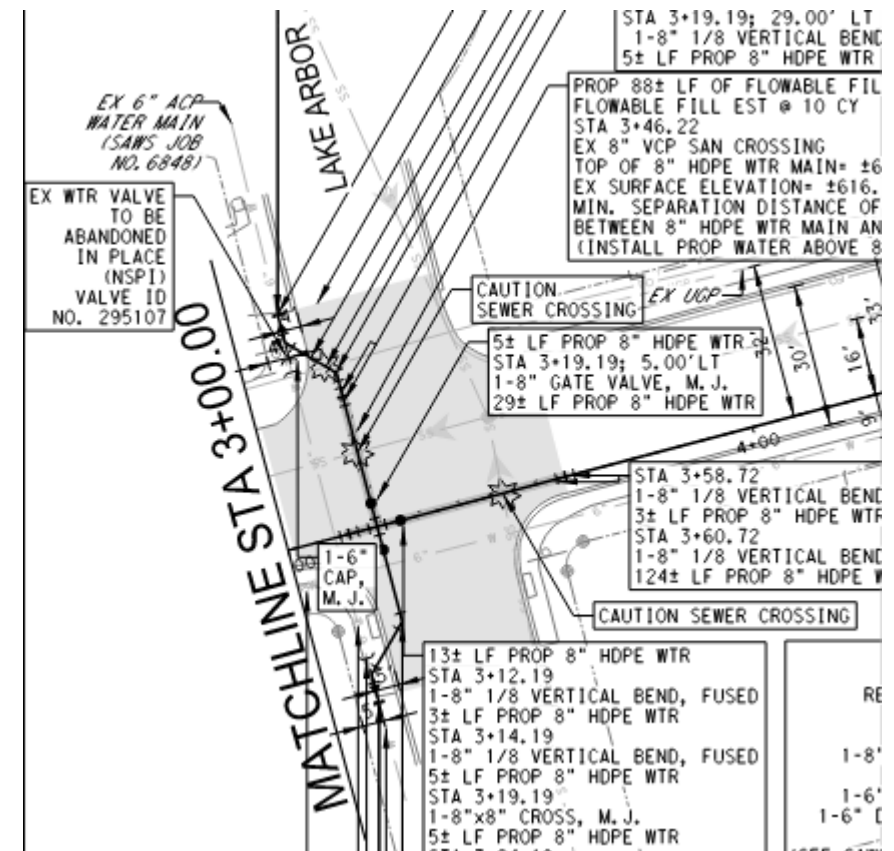 STA 3+19.19; 29.00' LT
1-8" 1/8 VERTICAL BEND
5± LF PROP 8" HDPE WTR
PROP 88± LF OF FLOWABLE FIL
FLOWABLE FILL EST @ 10 CY
STA 3+46.22
EX 8" VCP SAN CROSSING
TOP OF 8" HDPE WTR MAIN= ±6
EX SURFACE ELEVATION= ±616.
MIN. SEPARATION DISTANCE OF
BETWEEN 8" HDPE WTR MAIN AN
(INSTALL PROP WATER ABOVE 8
LAKE ARBOR
EX 6" ACP
WATER MAIN
(SAWS JOB
NO. 6848)
EX WTR VALVE
TO BE
ABANDONED
IN PLACE
(NSPI)
VALVE ID
NO. 295107
CAUTION
SEWER CROSSING
EX UGP
5± LF PROP 8" HDPE WTR
STA 3+19.19; 5.00'LT
1-8" GATE VALVE, M.J.
29± LF PROP 8" HDPE WTR
32'
30'
16'
33'
9'
4+00
MATCHLINE STA 3+00.00
STA 3+58.72
1-8" 1/8 VERTICAL BEND
3± LF PROP 8" HDPE WTR
STA 3+60.72
1-8" 1/8 VERTICAL BEND
124± LF PROP 8" HDPE W
1-6"
CAP,
M.J.
CAUTION SEWER CROSSING
13± LF PROP 8" HDPE WTR
STA 3+12.19
1-8" 1/8 VERTICAL BEND, FUSED
3± LF PROP 8" HDPE WTR
STA 3+14.19
1-8" 1/8 VERTICAL BEND, FUSED
5± LF PROP 8" HDPE WTR
STA 3+19.19
1-8"x8" CROSS, M.J.
5± LF PROP 8" HDPE WTR
RE
1-8"
1-6"
1-6" D